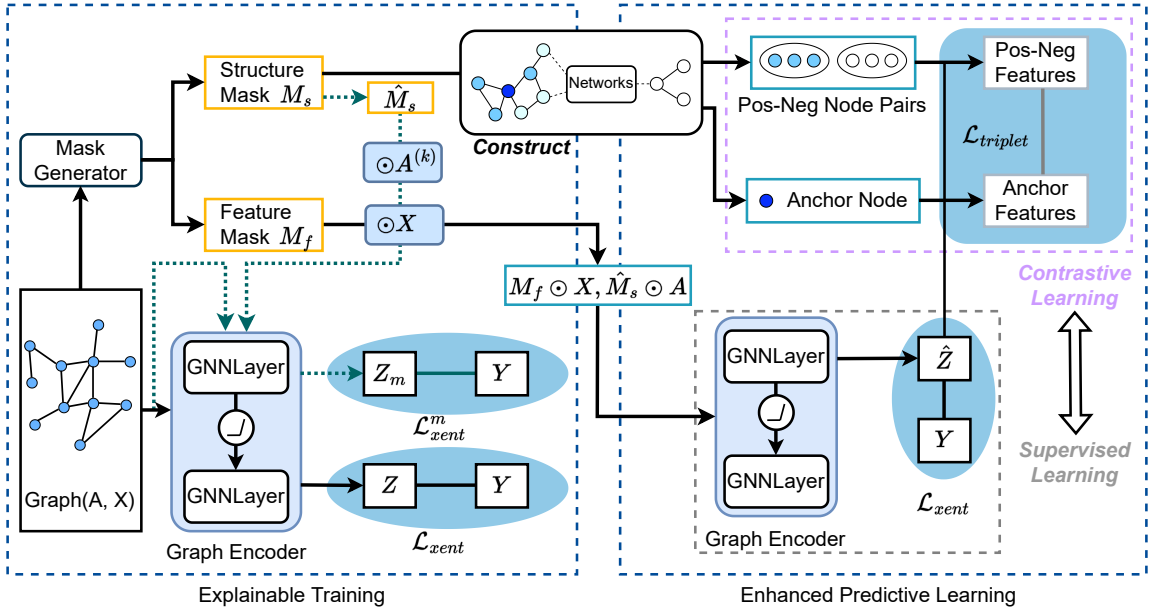 Structure
Mask M_s
M̂_s
Networks
Construct
Pos-Neg Node Pairs
Pos-Neg
Features
ℒ_triplet
Mask
Generator
⊙A^(k)
Feature
Mask M_f
⊙X
Anchor Node
Anchor
Features
M_f ⊙ X, M̂_s ⊙ A
Contrastive
Learning
GNNLayer
Z_m
Y
ℒ^m_xent
GNNLayer
Z
Y
ℒ_xent
Graph(A, X)
Graph Encoder
GNNLayer
GNNLayer
Graph Encoder
Ẑ
Y
ℒ_xent
Supervised
Learning
Explainable Training
Enhanced Predictive Learning